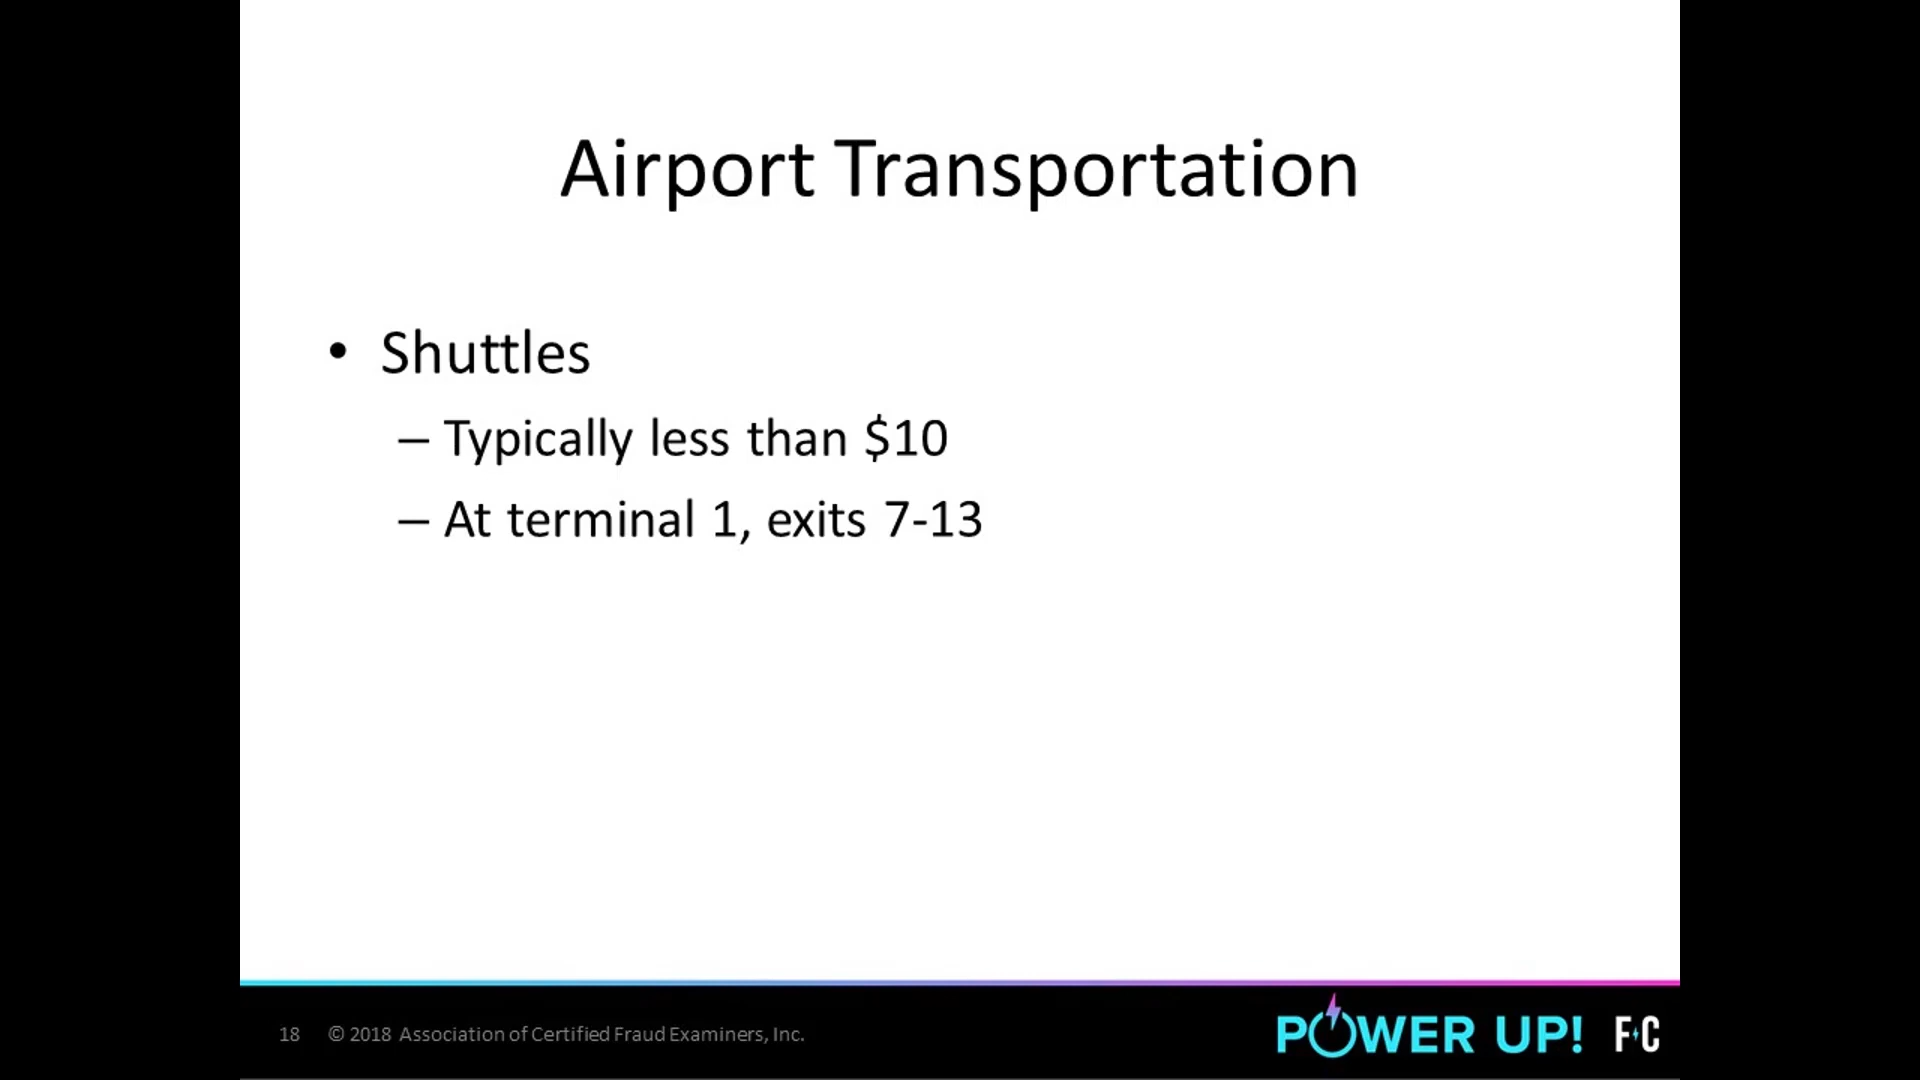 Airport Transportation
• Shuttles
– Typically less than $10
– At terminal 1, exits 7-13
18 © 2018 Association of Certified Fraud Examiners, Inc.
POWER UP! F C